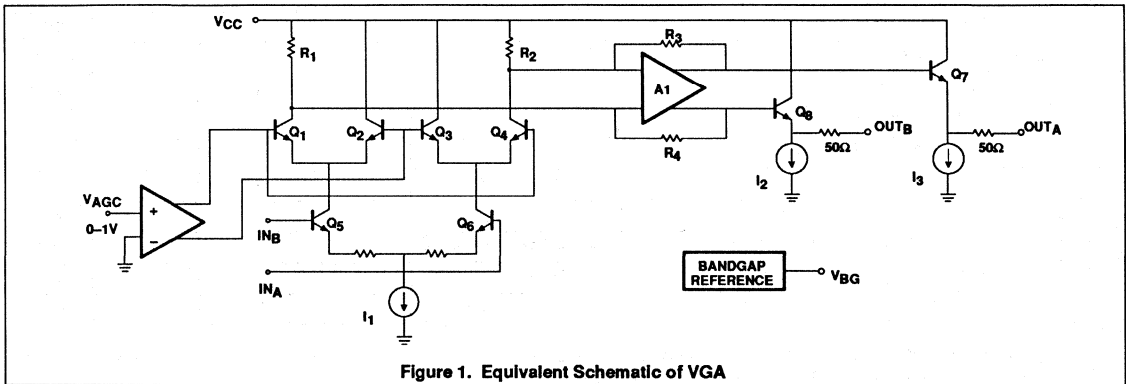 VCC
R1
R2
R3
A1
Q7
Q8
Q1
Q2
Q3
Q4
R4
50Ω
OUTB
50Ω
OUTA
I2
I3
VAGC
+
0–1V
–
INB
Q5
Q6
INA
I1
BANDGAP
REFERENCE
VBG
Figure 1. Equivalent Schematic of VGA